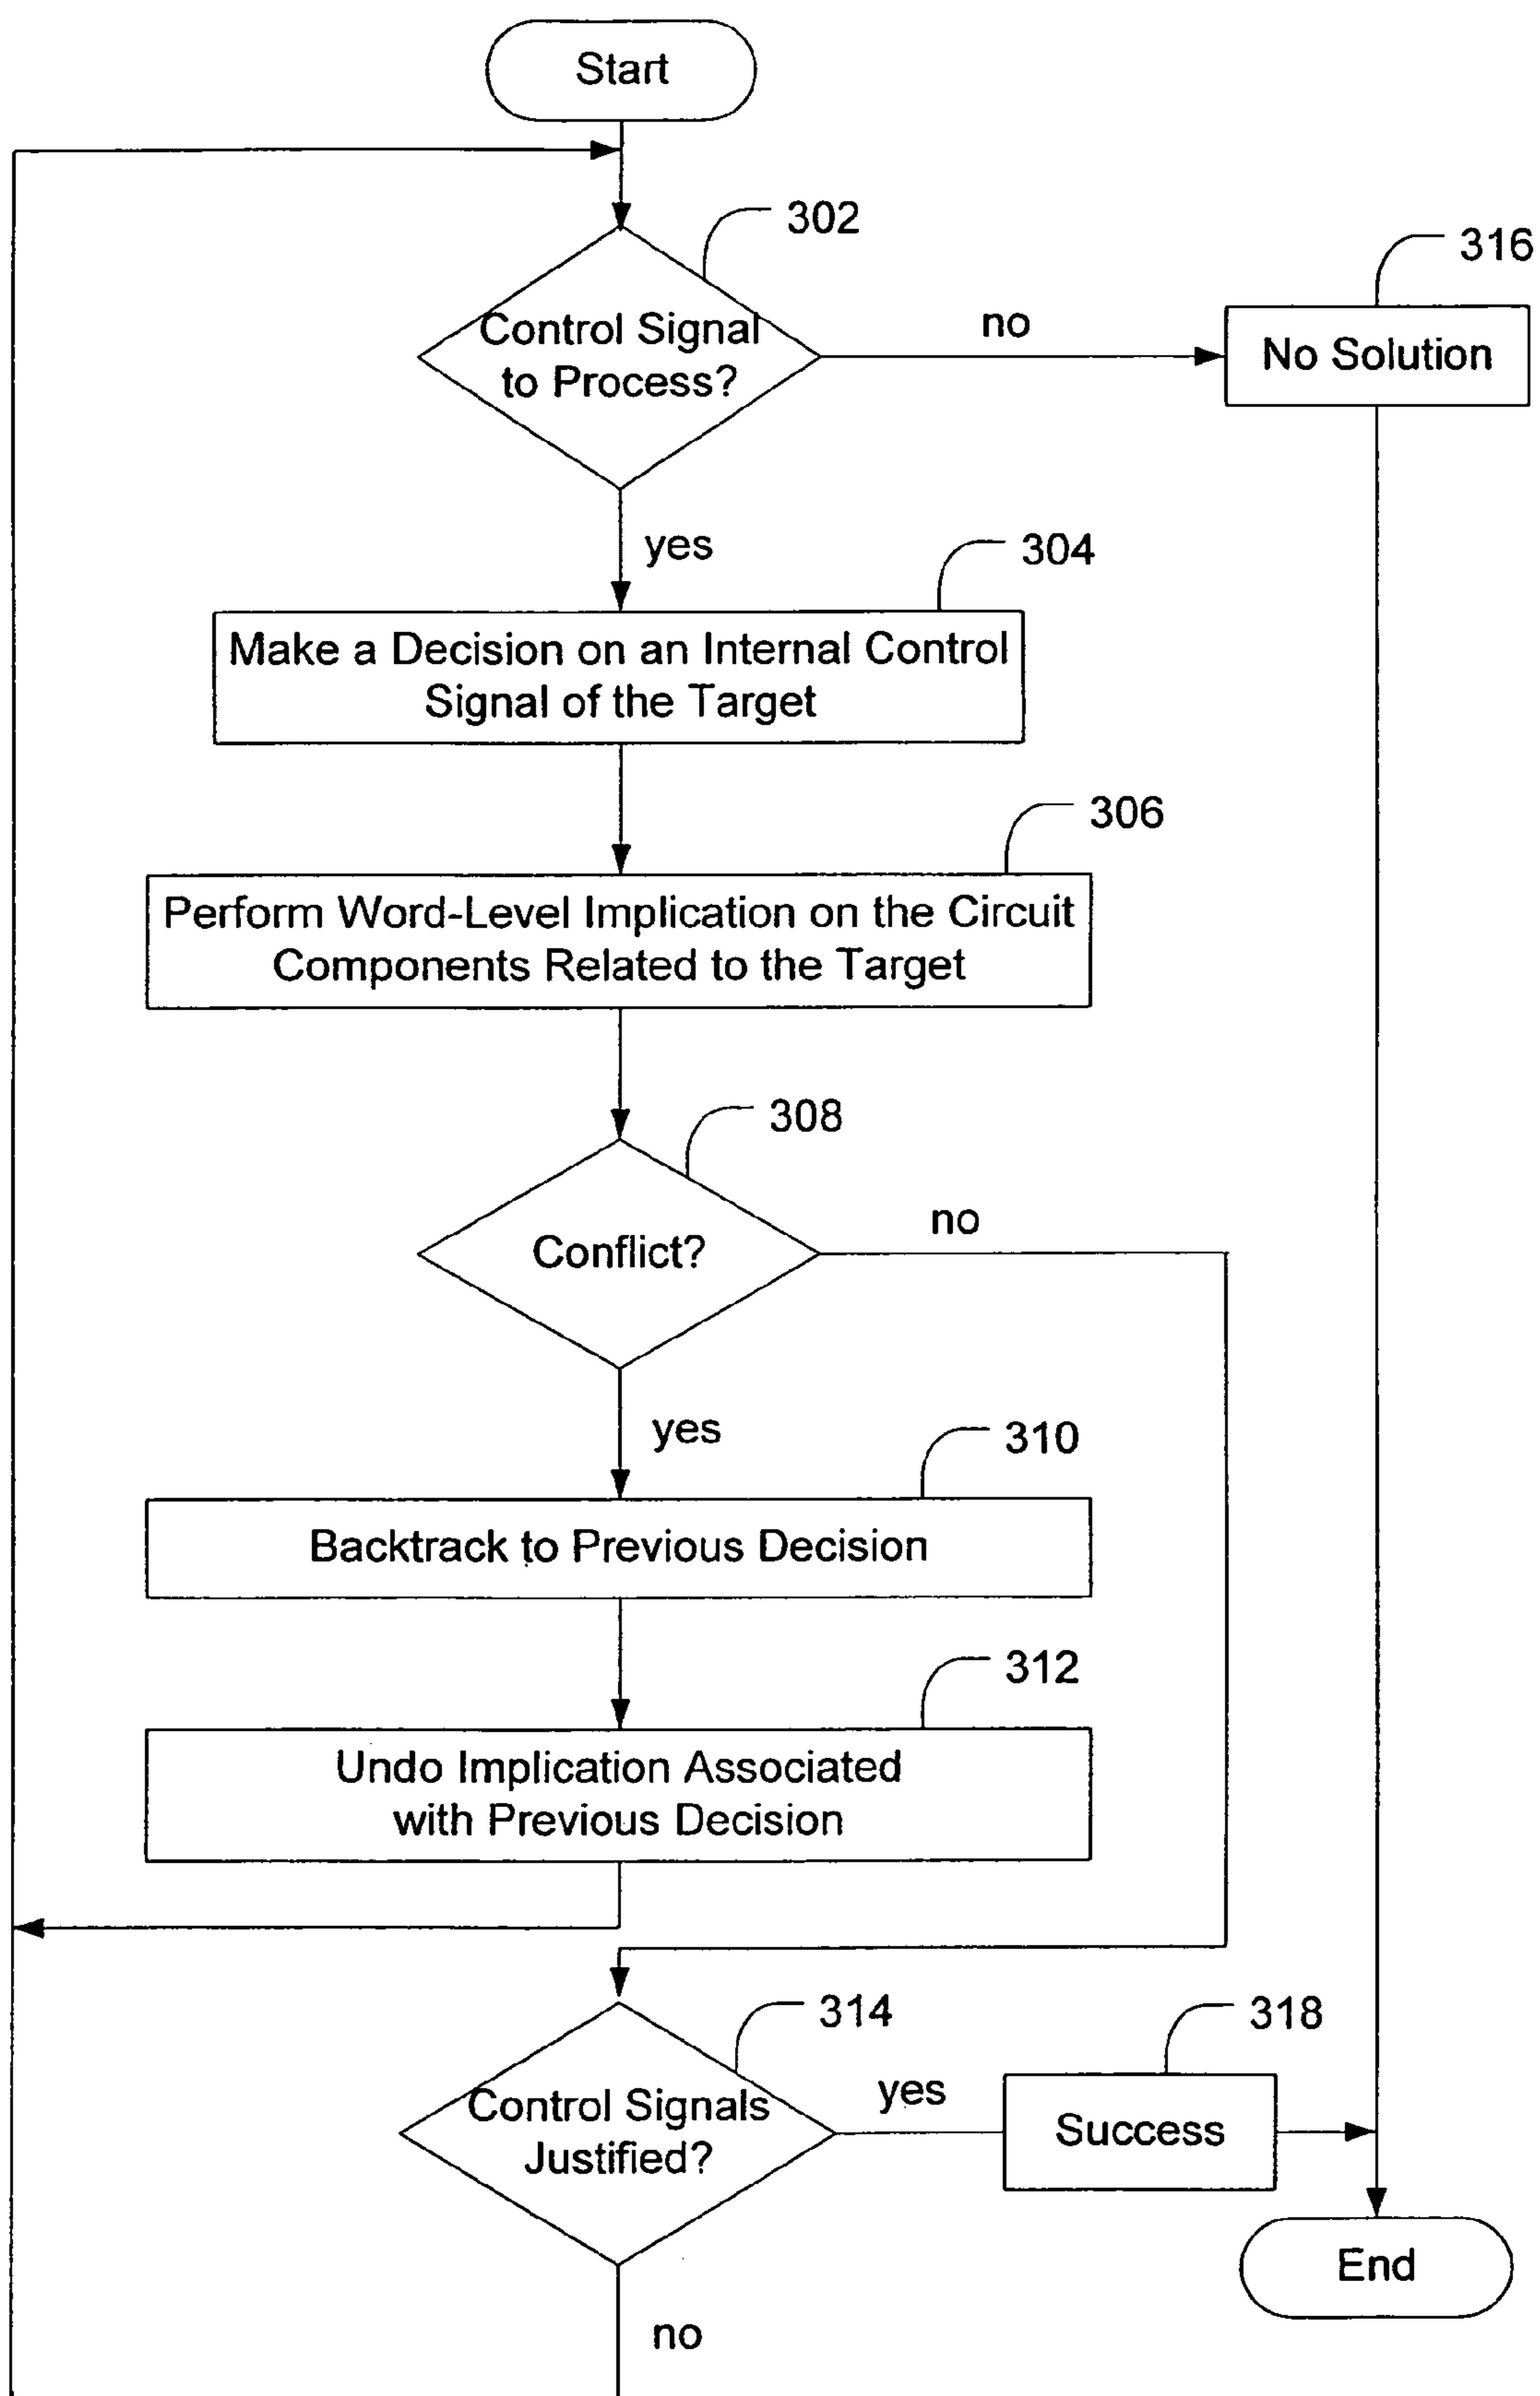 Start
302
316
Control Signal
to Process?
no
No Solution
yes
304
Make a Decision on an Internal Control
Signal of the Target
306
Perform Word-Level Implication on the Circuit
Components Related to the Target
308
Conflict?
no
yes
310
Backtrack to Previous Decision
312
Undo Implication Associated
with Previous Decision
314
318
Control Signals
Justified?
yes
Success
End
no